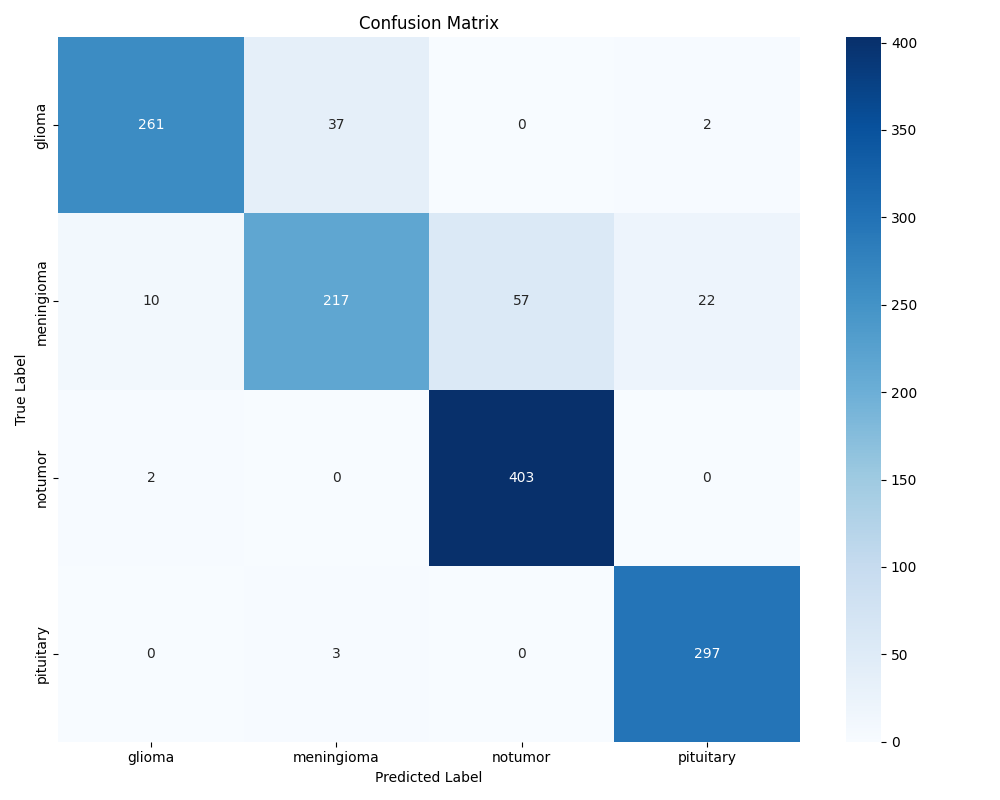 Confusion Matrix
glioma 261 37 0 2
meningioma 10 217 57 22
notumor 2 0 403 0
pituitary 0 3 0 297
glioma meningioma notumor pituitary
Predicted Label
True Label
400
350
300
250
200
150
100
50
0